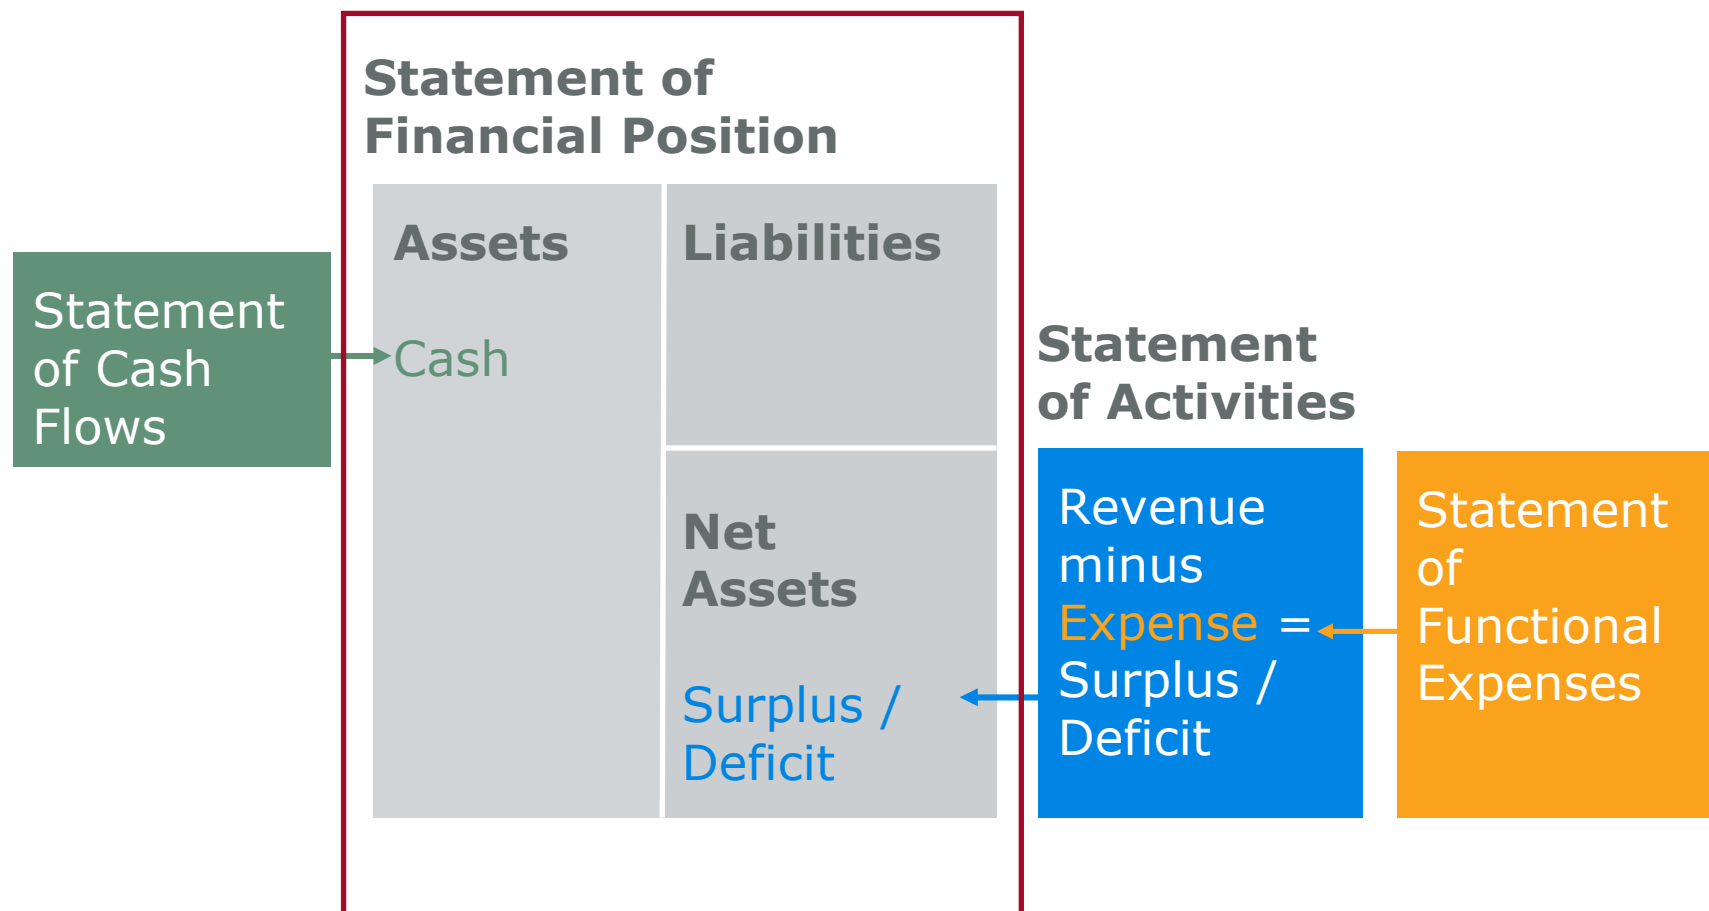 Statement of
Financial Position
Assets
Cash
Liabilities
Net
Assets
Surplus /
Deficit
Statement
of Cash
Flows
Statement
of Activities
Revenue
minus
Expense =
Surplus /
Deficit
Statement
of
Functional
Expenses